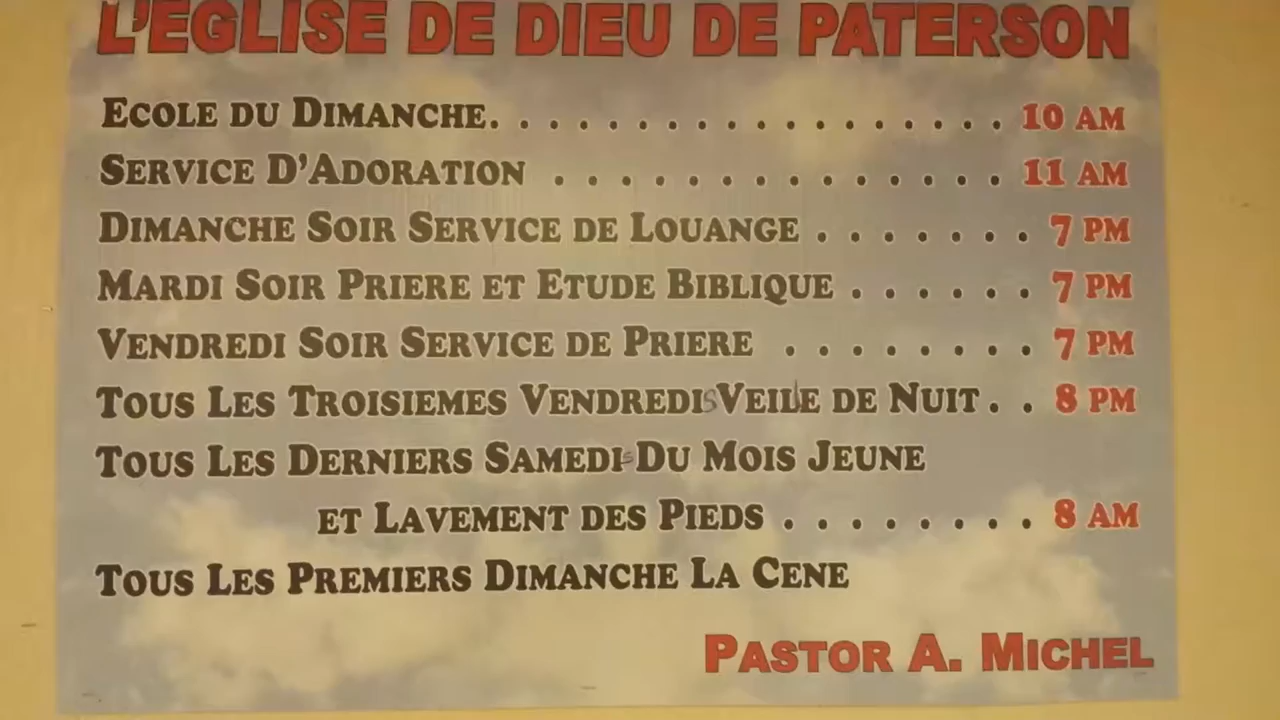 L'EGLISE DE DIEU DE PATERSON
ECOLE DU DIMANCHE. . . . . . . . . . . . . . . . . . 10 AM
SERVICE D'ADORATION . . . . . . . . . . . . . . 11 AM
DIMANCHE SOIR SERVICE DE LOUANGE . . . . . . . 7 PM
MARDI SOIR PRIERE ET ETUDE BIBLIQUE . . . . . . 7 PM
VENDREDI SOIR SERVICE DE PRIERE . . . . . . . . 7 PM
TOUS LES TROISIEMES VENDREDIS VEILLE DE NUIT . . 8 PM
TOUS LES DERNIERS SAMEDIS DU MOIS JEUNE
ET LAVEMENT DES PIEDS . . . . . . . . 8 AM
TOUS LES PREMIERS DIMANCHE LA CENE
PASTOR A. MICHEL